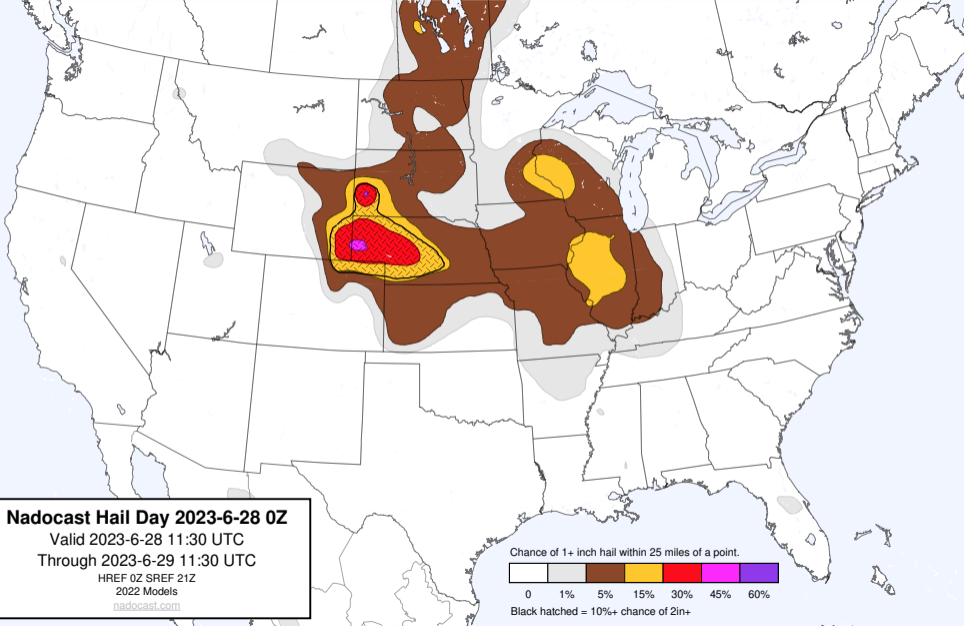 Nadocast Hail Day 2023-6-28 0Z
Valid 2023-6-28 11:30 UTC
Through 2023-6-29 11:30 UTC
HREF 0Z SREF 21Z
2022 Models
nadocast.com
Chance of 1+ inch hail within 25 miles of a point.
0 1% 5% 15% 30% 45% 60%
Black hatched = 10%+ chance of 2in+